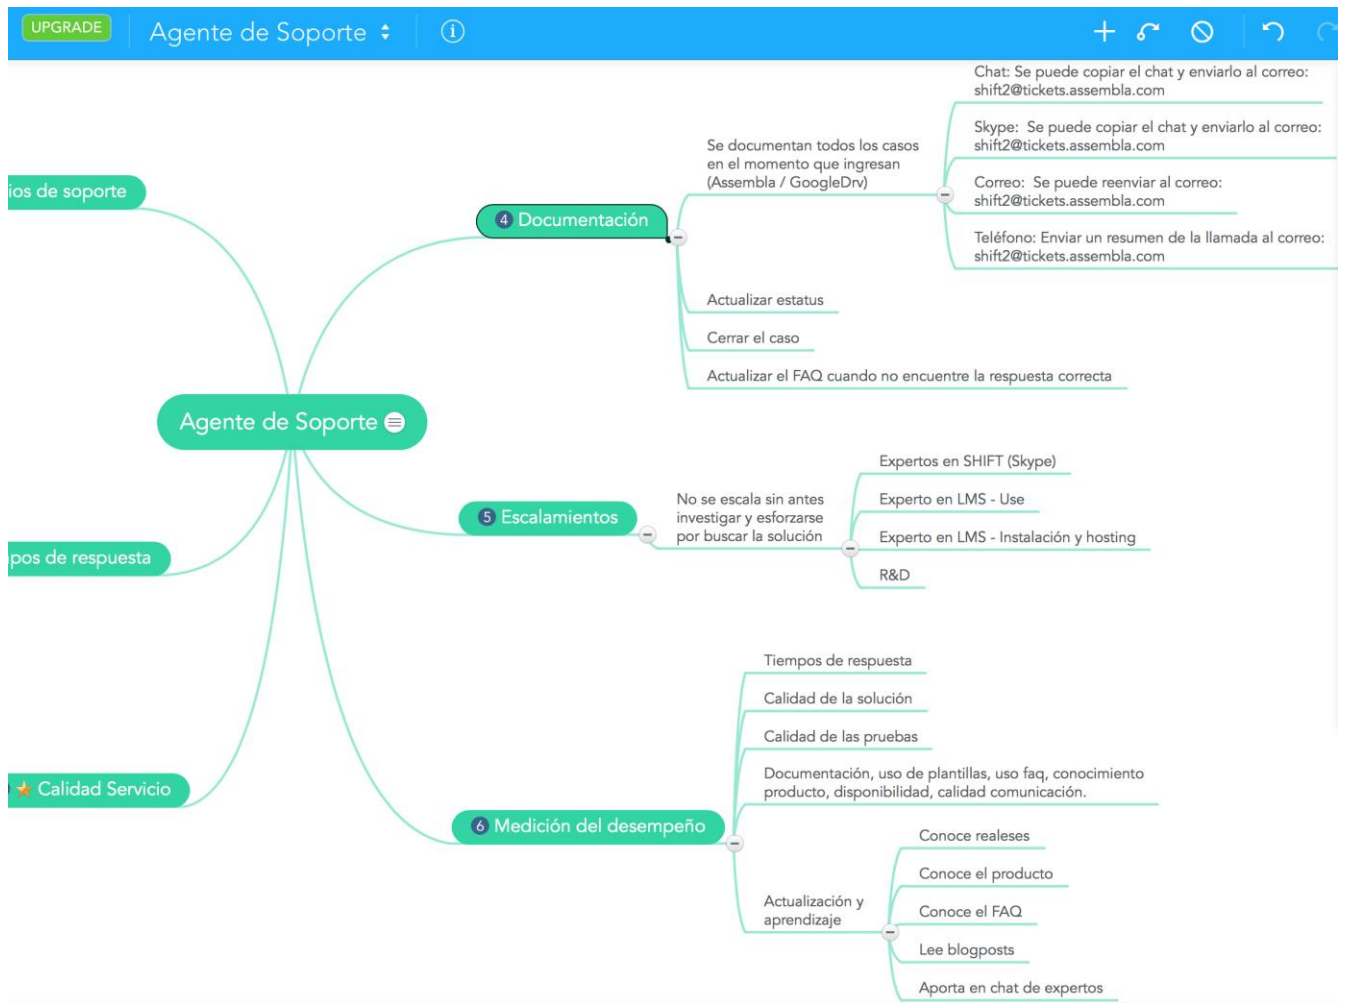 UPGRADE
Agente de Soporte
Chat: Se puede copiar el chat y enviarlo al correo:
shift2@tickets.assembla.com
Skype:  Se puede copiar el chat y enviarlo al correo:
shift2@tickets.assembla.com
Se documentan todos los casos
en el momento que ingresan
(Assembla / GoogleDrv)
Correo:  Se puede reenviar al correo:
shift2@tickets.assembla.com
Teléfono: Enviar un resumen de la llamada al correo:
shift2@tickets.assembla.com
ios de soporte
4 Documentación
Actualizar estatus
Cerrar el caso
Actualizar el FAQ cuando no encuentre la respuesta correcta
Agente de Soporte
Expertos en SHIFT (Skype)
Experto en LMS - Use
No se escala sin antes
investigar y esforzarse
por buscar la solución
5 Escalamientos
Experto en LMS - Instalación y hosting
R&D
pos de respuesta
Tiempos de respuesta
Calidad de la solución
Calidad de las pruebas
Documentación, uso de plantillas, uso faq, conocimiento
producto, disponibilidad, calidad comunicación.
Calidad Servicio
6 Medición del desempeño
Conoce realeses
Conoce el producto
Actualización y
aprendizaje
Conoce el FAQ
Lee blogposts
Aporta en chat de expertos